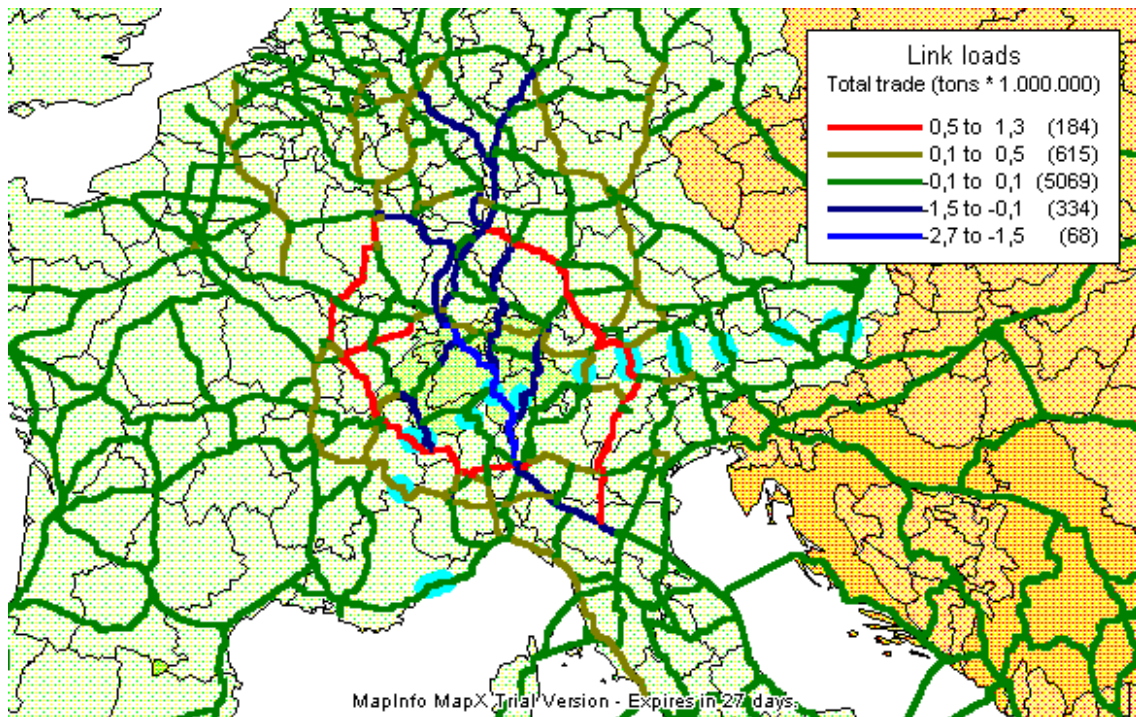 Link loads
Total trade (tons * 1.000.000)
0,5 to 1,3 (184)
0,1 to 0,5 (615)
-0,1 to 0,1 (5069)
-1,5 to -0,1 (334)
-2,7 to -1,5 (68)
MapInfo MapX Trial Version - Expires in 27 days.